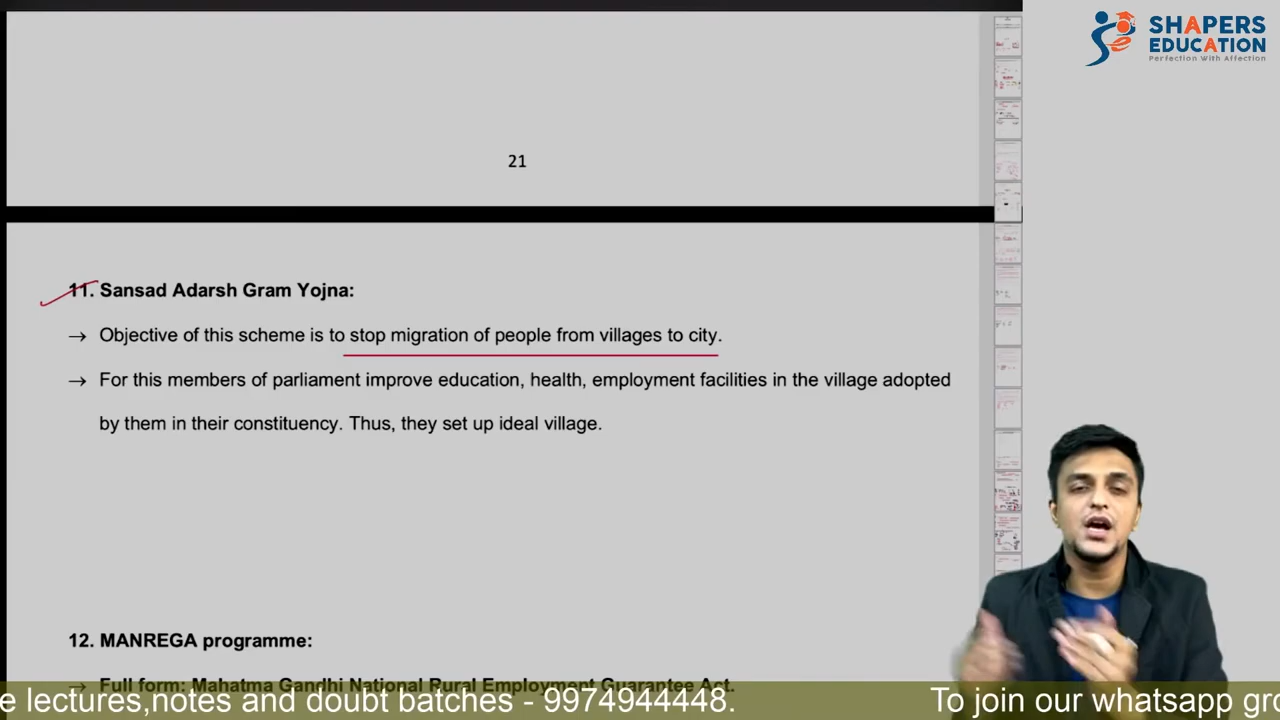 SHAPERS
EDUCATION
Perfection With Affection
21
11. Sansad Adarsh Gram Yojna:
→ Objective of this scheme is to stop migration of people from villages to city.
→ For this members of parliament improve education, health, employment facilities in the village adopted
by them in their constituency. Thus, they set up ideal village.
12. MANREGA programme:
→ Full form: Mahatma Gandhi National Rural Employment Guarantee Act.
e lectures,notes and doubt batches - 9974944448. To join our whatsapp gro